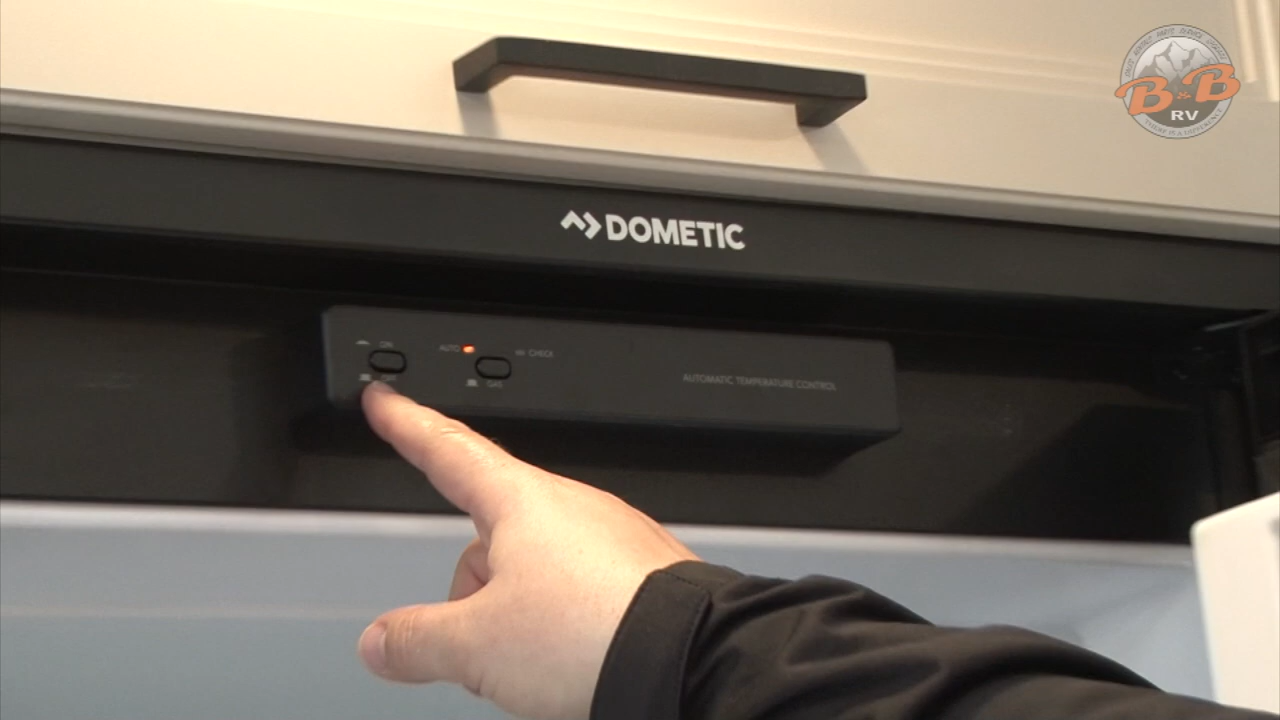 B&B
RV
DOMETIC
ON
AUTO
CHECK
GAS
AUTOMATIC TEMPERATURE CONTROL